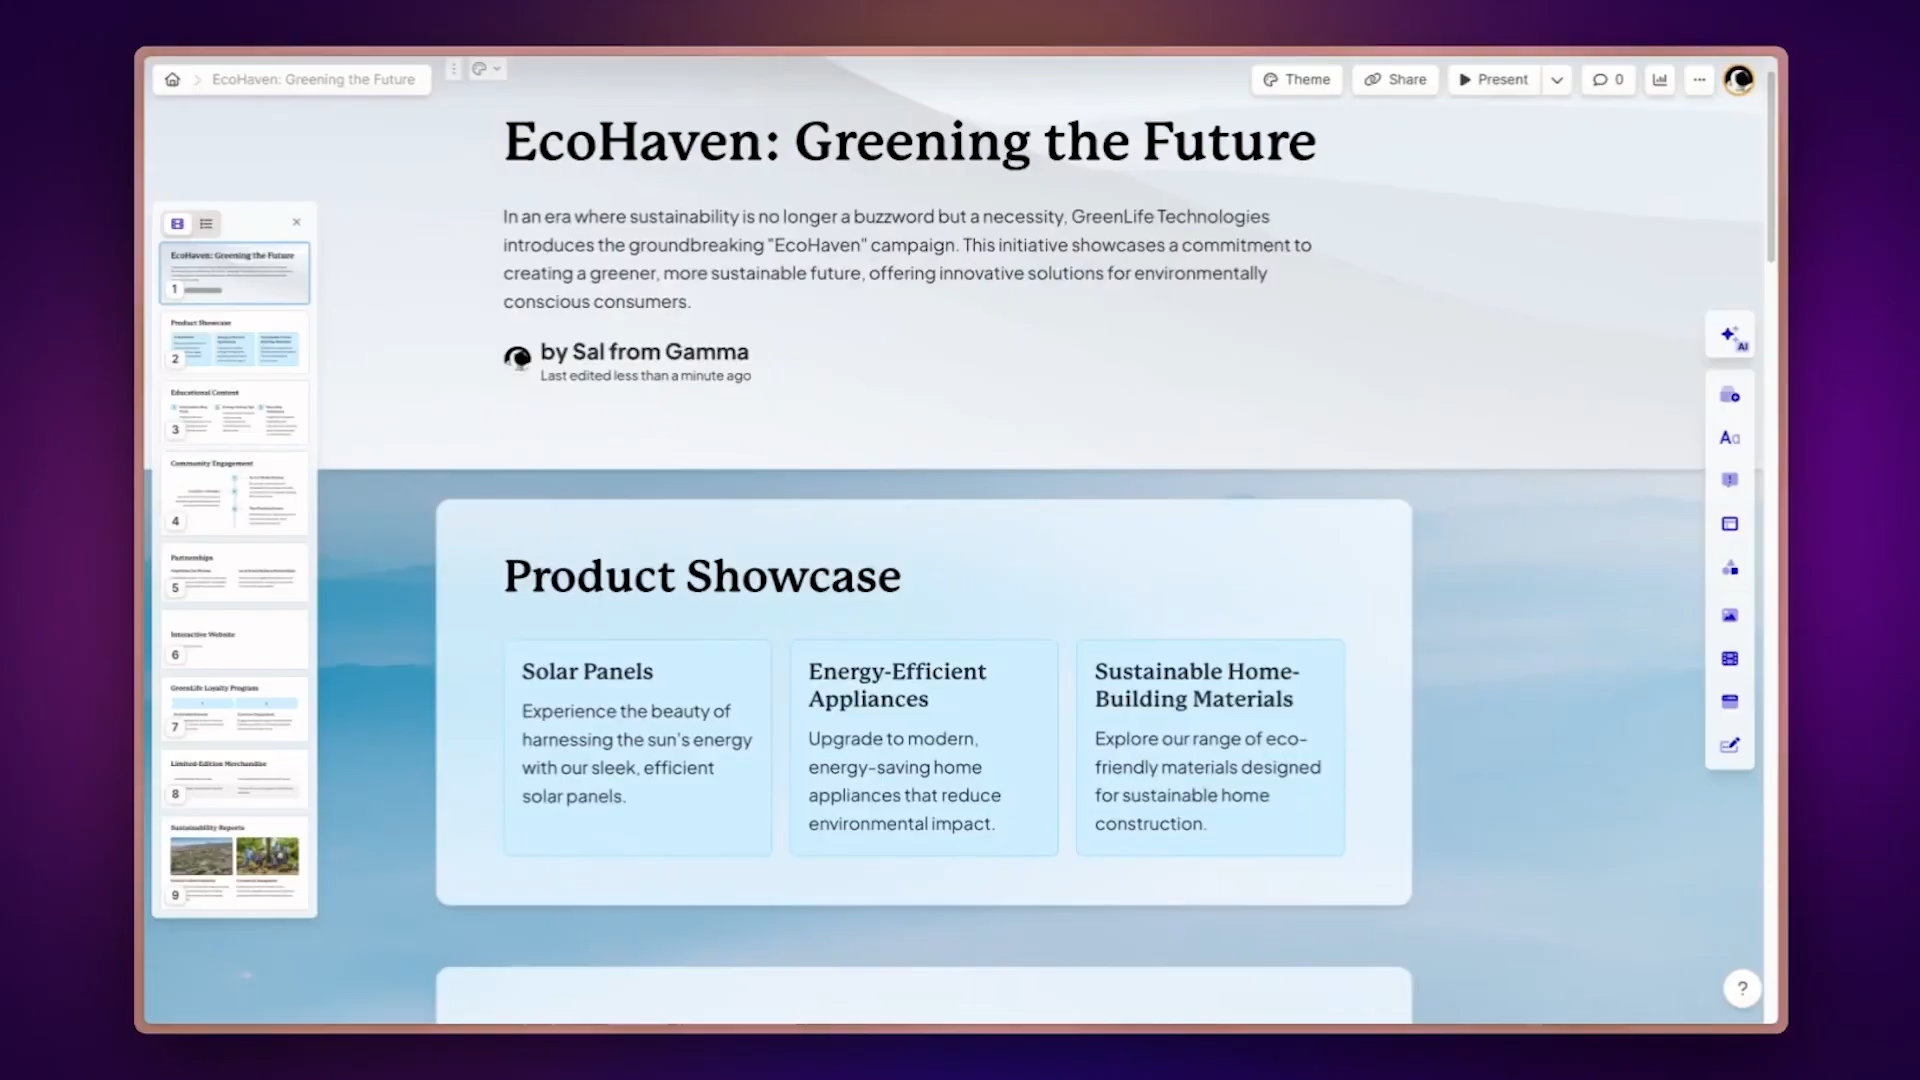 EcoHaven: Greening the Future
Theme
Share
Present
0
EcoHaven: Greening the Future
In an era where sustainability is no longer a buzzword but a necessity, GreenLife Technologies
introduces the groundbreaking "EcoHaven" campaign. This initiative showcases a commitment to
creating a greener, more sustainable future, offering innovative solutions for environmentally
conscious consumers.
by Sal from Gamma
Last edited less than a minute ago
EcoHaven: Greening the Future
1
Product Showcase
2
Educational Content
3
Community Engagement
4
Partnerships
5
Interactive Website
6
GreenLife Loyalty Program
7
Limited-Edition Merchandise
8
Sustainability Reports
9
AI
Aa
Product Showcase
Solar Panels
Experience the beauty of
harnessing the sun's energy
with our sleek, efficient
solar panels.
Energy-Efficient
Appliances
Upgrade to modern,
energy-saving home
appliances that reduce
environmental impact.
Sustainable Home-
Building Materials
Explore our range of eco-
friendly materials designed
for sustainable home
construction.
?